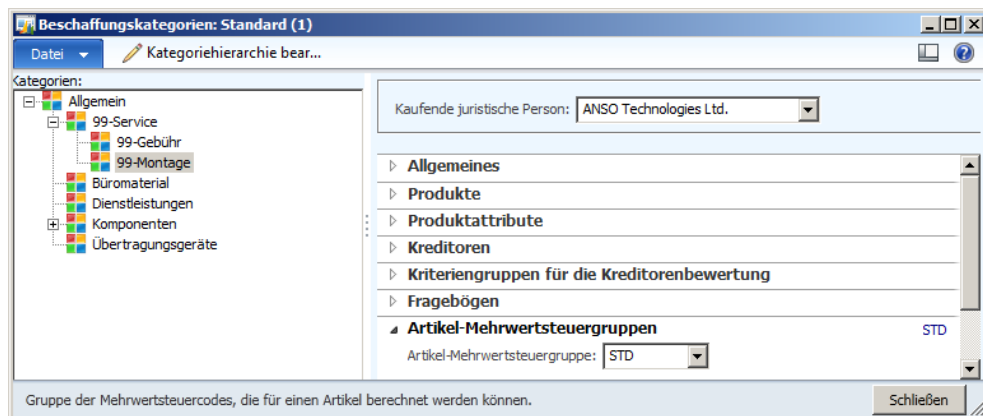 Beschaffungskategorien: Standard (1)
Datei
Kategoriehierarchie bear...
Kategorien:
Allgemein
99-Service
99-Gebühr
99-Montage
Büromaterial
Dienstleistungen
Komponenten
Übertragungsgeräte
Kaufende juristische Person: ANSO Technologies Ltd.
Allgemeines
Produkte
Produktattribute
Kreditoren
Kriteriengruppen für die Kreditorenbewertung
Fragebögen
Artikel-Mehrwertsteuergruppen STD
Artikel-Mehrwertsteuergruppe: STD
Gruppe der Mehrwertsteuercodes, die für einen Artikel berechnet werden können.
Schließen